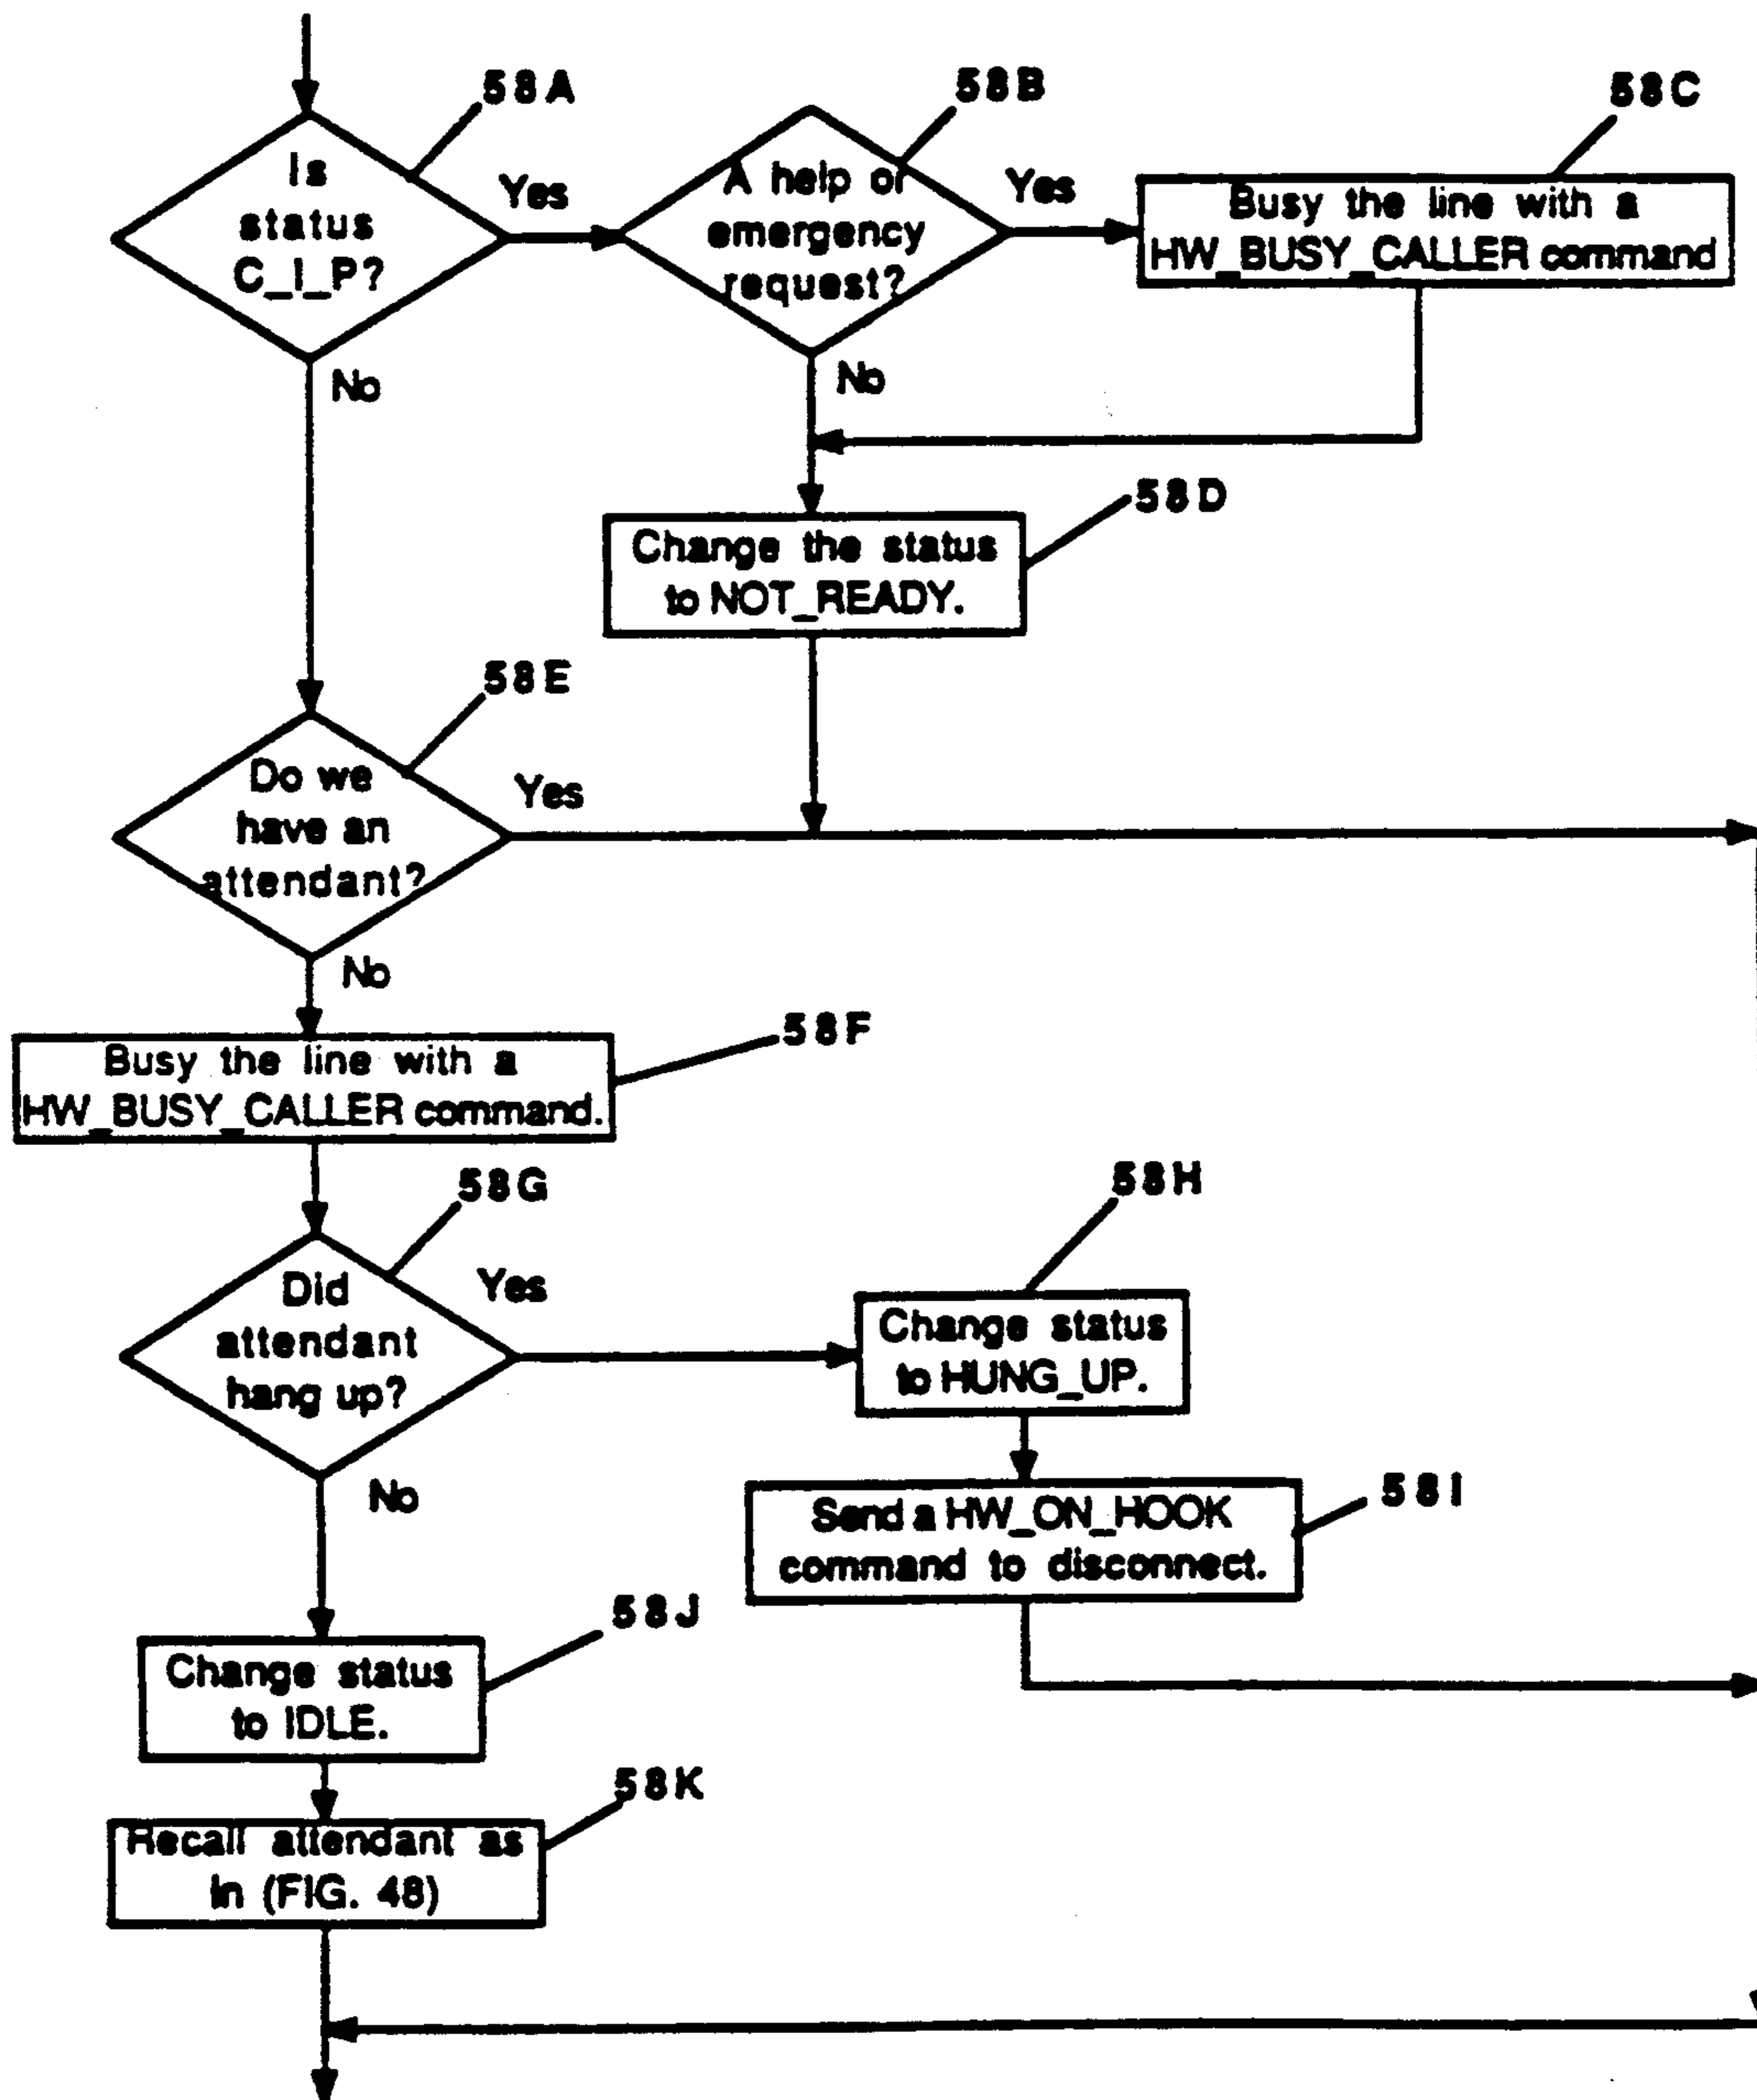 58A
Is
status
C_I_P?
Yes
No
58B
A help or
emergency
request?
Yes
No
58C
Busy the line with a
HW_BUSY_CALLER command
58D
Change the status
to NOT_READY.
58E
Do we
have an
attendant?
Yes
No
58F
Busy the line with a
HW_BUSY_CALLER command.
58G
Did
attendant
hang up?
Yes
No
58H
Change status
to HUNG_UP.
58I
Send a HW_ON_HOOK
command to disconnect.
58J
Change status
to IDLE.
58K
Recall attendant as
in (FIG. 48)